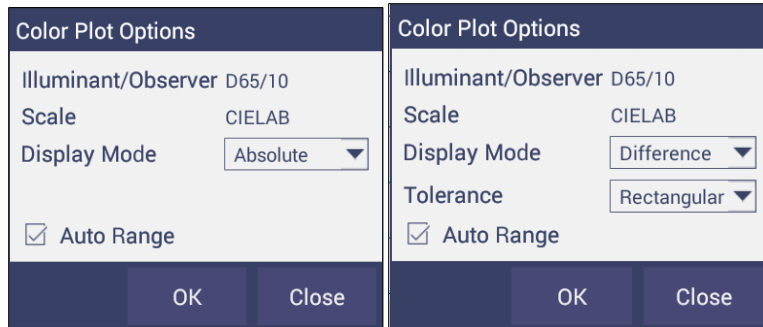 Color Plot Options
Illuminant/Observer D65/10
Scale CIELAB
Display Mode Absolute
Auto Range
OK Close
Color Plot Options
Illuminant/Observer D65/10
Scale CIELAB
Display Mode Difference
Tolerance Rectangular
Auto Range
OK Close